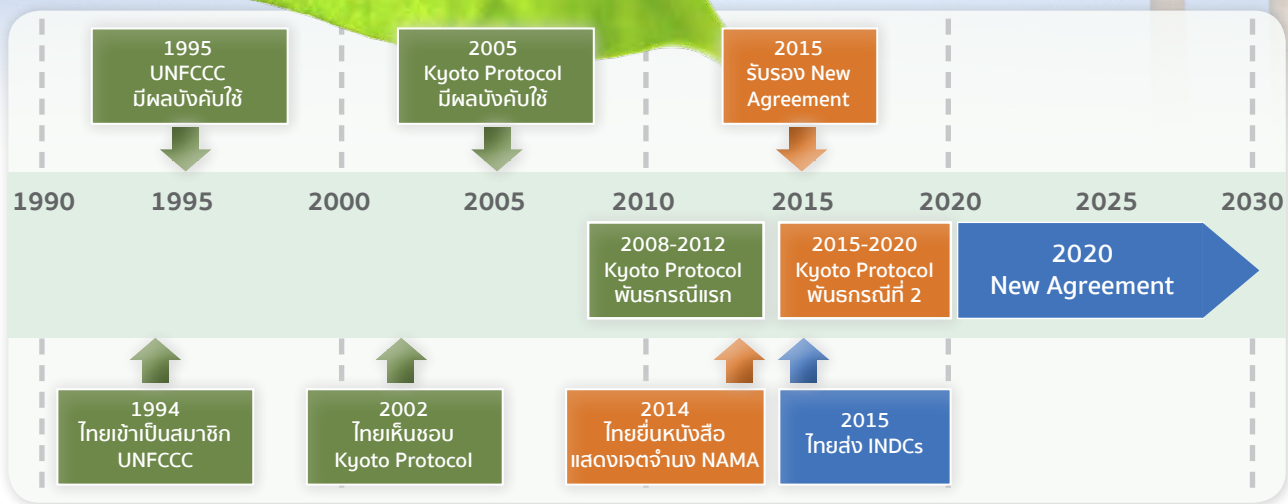 1995
UNFCCC
มีผลบังคับใช้
2005
Kyoto Protocol
มีผลบังคับใช้
2015
รับรอง New
Agreement
1990 1995 2000 2005 2010 2015 2020 2025 2030
2008-2012
Kyoto Protocol
พันธกรณีแรก
2015-2020
Kyoto Protocol
พันธกรณีที่ 2
2020
New Agreement
1994
ไทยเข้าเป็นสมาชิก
UNFCCC
2002
ไทยเห็นชอบ
Kyoto Protocol
2014
ไทยยื่นหนังสือ
แสดงเจตจำนง NAMA
2015
ไทยส่ง INDCs